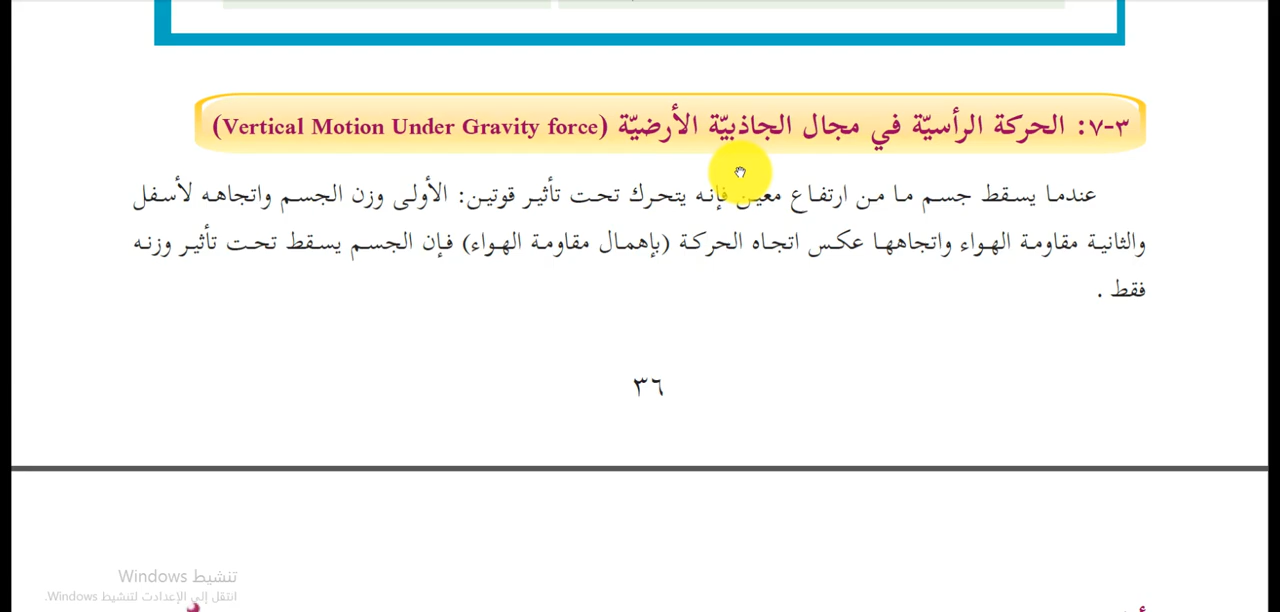 ٣-٧: الحركة الرأسيّة في مجال الجاذبيّة الأرضيّة (Vertical Motion Under Gravity force)
عندما يسقط جسم ما من ارتفاع معين فإنه يتحرك تحت تأثير قوتين: الأولى وزن الجسم واتجاهه لأسفل
والثانية مقاومة الهواء واتجاهها عكس اتجاه الحركة (بإهمال مقاومة الهواء) فإن الجسم يسقط تحت تأثير وزنه
فقط .
٣٦
تنشيط Windows
انتقل إلى الإعدادت لتنشيط Windows.